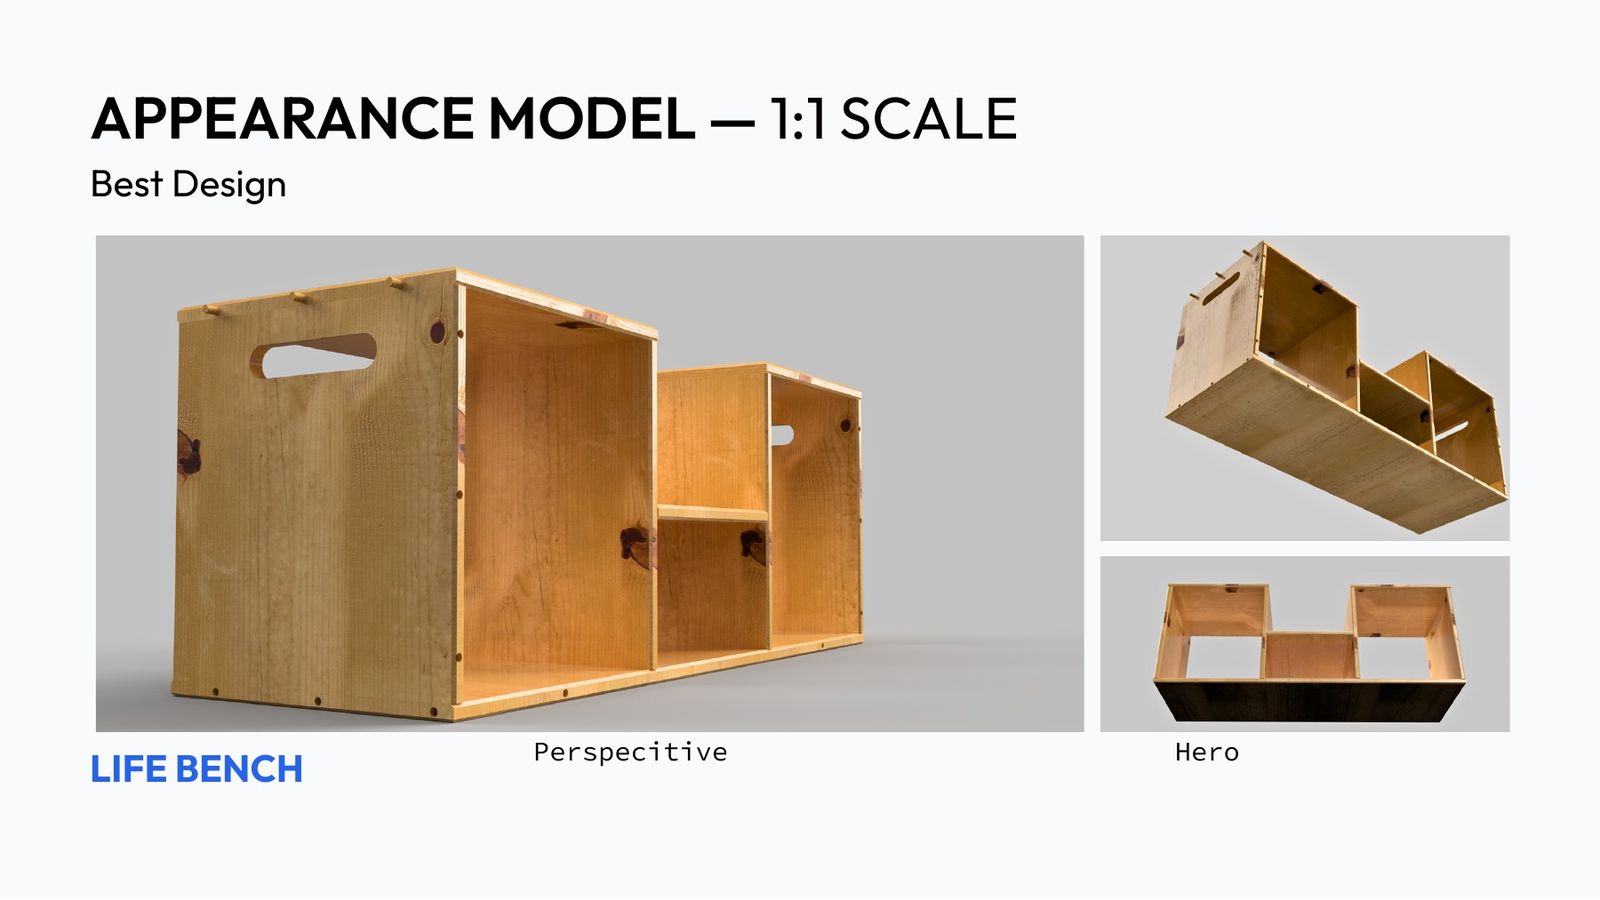 APPEARANCE MODEL — 1:1 SCALE
Best Design
Perspecitive
Hero
LIFE BENCH